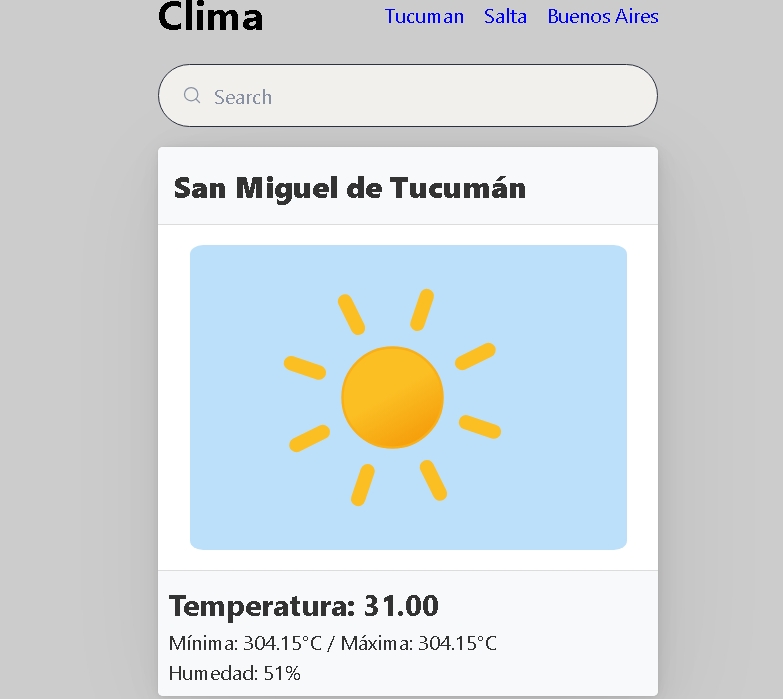 Clima
Tucuman Salta Buenos Aires
Search
San Miguel de Tucumán
Temperatura: 31.00
Mínima: 304.15°C / Máxima: 304.15°C
Humedad: 51%